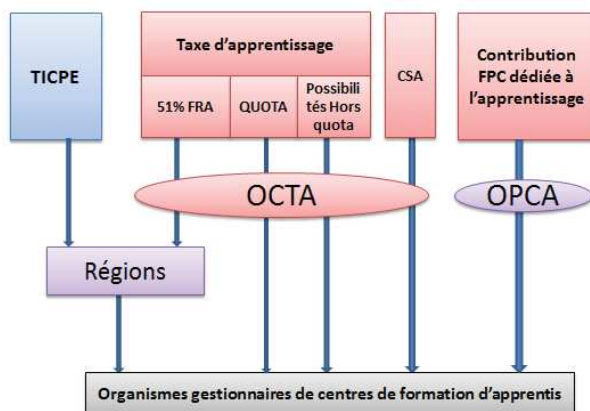 TICPE
Taxe d'apprentissage
51% FRA
QUOTA
Possibili
tés Hors
quota
CSA
Contribution
FPC dédiée à
l'apprentissage
OCTA
OPCA
Régions
Organismes gestionnaires de centres de formation d'apprentis